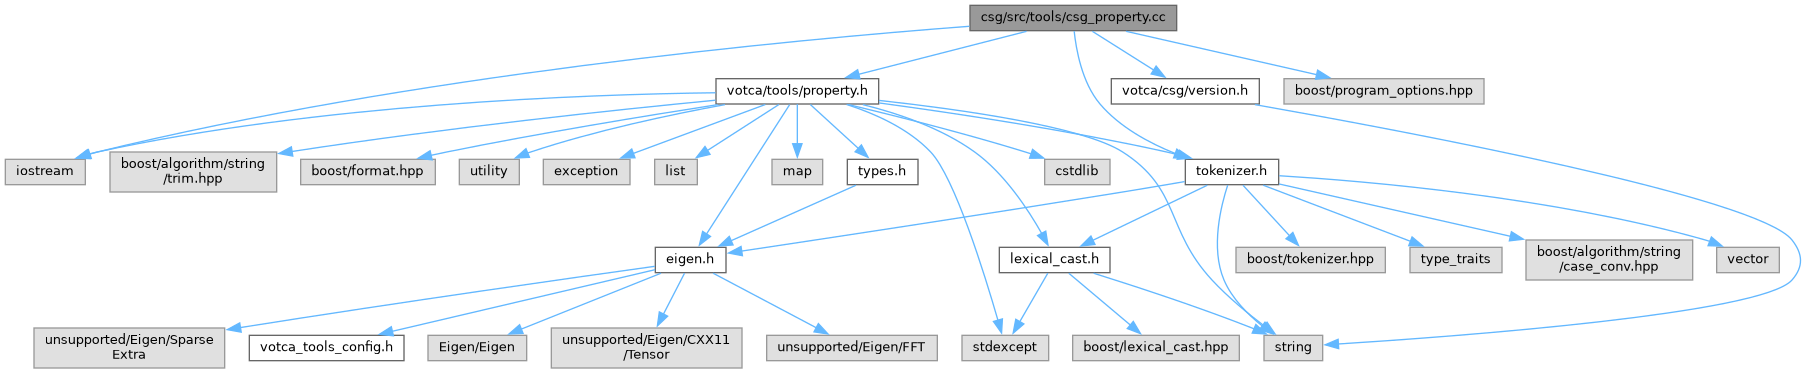 csg/src/tools/csg_property.cc
votca/tools/property.h
votca/csg/version.h
boost/program_options.hpp
iostream
boost/algorithm/string
/trim.hpp
boost/format.hpp
utility
exception
list
map
types.h
cstdlib
tokenizer.h
eigen.h
lexical_cast.h
boost/tokenizer.hpp
type_traits
boost/algorithm/string
/case_conv.hpp
vector
unsupported/Eigen/Sparse
Extra
votca_tools_config.h
Eigen/Eigen
unsupported/Eigen/CXX11
/Tensor
unsupported/Eigen/FFT
stdexcept
boost/lexical_cast.hpp
string